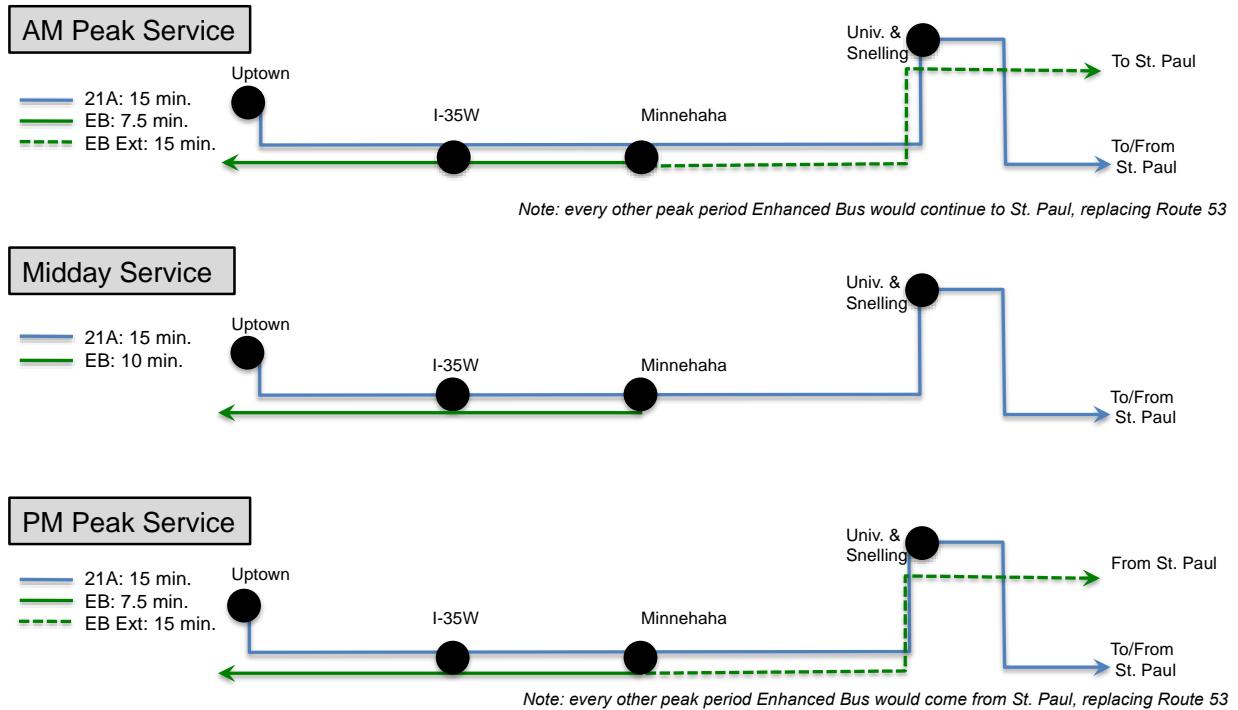 AM Peak Service
Univ. &
Snelling
To St. Paul
Uptown
21A: 15 min.
EB: 7.5 min.
EB Ext: 15 min.
I-35W
Minnehaha
To/From
St. Paul
Note: every other peak period Enhanced Bus would continue to St. Paul, replacing Route 53
Midday Service
Univ. &
Snelling
Uptown
21A: 15 min.
EB: 10 min.
I-35W
Minnehaha
To/From
St. Paul
PM Peak Service
Univ. &
Snelling
From St. Paul
Uptown
21A: 15 min.
EB: 7.5 min.
EB Ext: 15 min.
I-35W
Minnehaha
To/From
St. Paul
Note: every other peak period Enhanced Bus would come from St. Paul, replacing Route 53